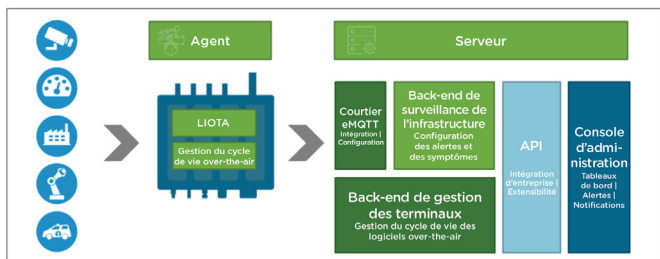 Agent
Serveur
LIOTA
Gestion du cycle
de vie over-the-air
Courtier
eMQTT
Intégration |
Configuration
Back-end de
surveillance de
l'infrastructure
Configuration
des alertes et
des symptômes
Back-end de gestion
des terminaux
Gestion du cycle de vie des
logiciels over-the-air
API
Intégration
d'entreprise |
Extensibilité
Console
d'admi-
nistration
Tableaux
de bord |
Alertes |
Notifications